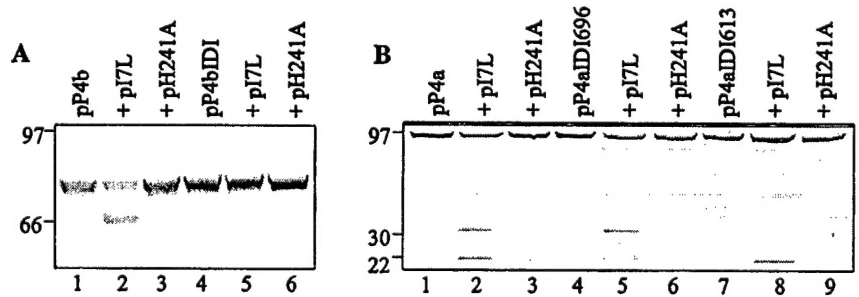 A
pP4b
+ pI7L
+ pH241A
pP4bIDI
+ pI7L
+ pH241A
97
66
1 2 3 4 5 6
B
pP4a
+ pI7L
+ pH241A
pP4aIDI696
+ pI7L
+ pH241A
pP4aIDI613
+ pI7L
+ pH241A
97
30
22
1 2 3 4 5 6 7 8 9